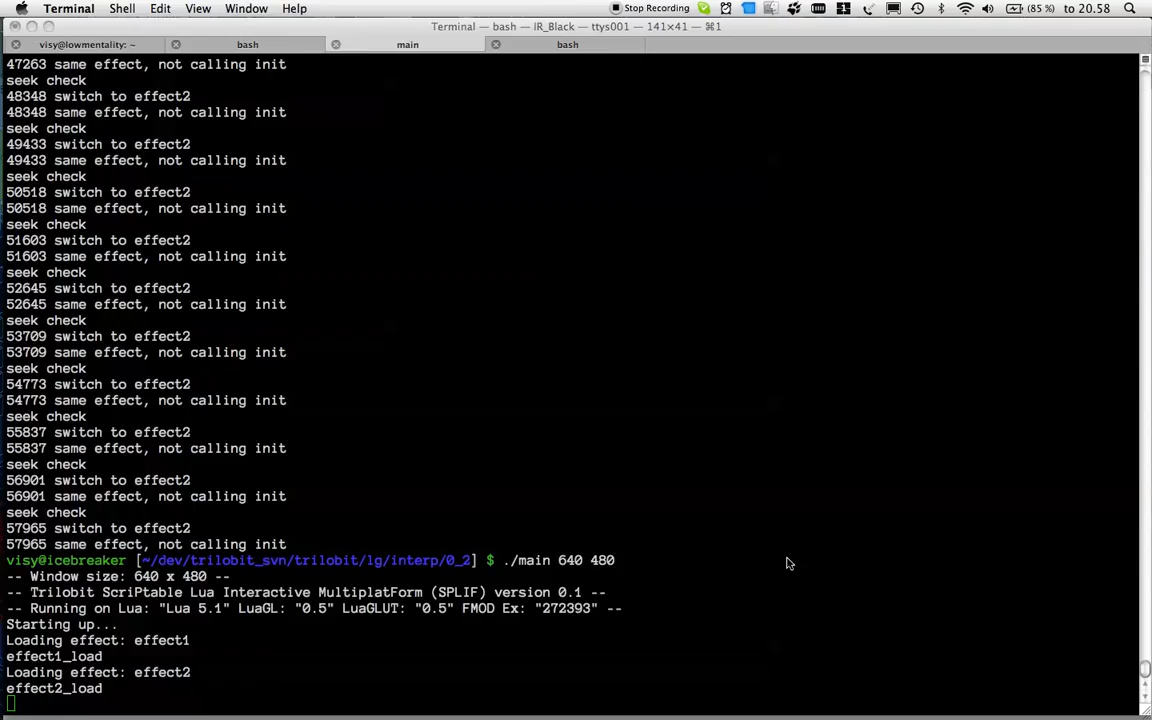 Terminal Shell Edit View Window Help Stop Recording (85 %) to 20.58
Terminal — bash — IR_Black — ttys001 — 141×41 — ⌘1
visy@lowmentality: ~ bash main bash
47263 same effect, not calling init
seek check
48348 switch to effect2
48348 same effect, not calling init
seek check
49433 switch to effect2
49433 same effect, not calling init
seek check
50518 switch to effect2
50518 same effect, not calling init
seek check
51603 switch to effect2
51603 same effect, not calling init
seek check
52645 switch to effect2
52645 same effect, not calling init
seek check
53709 switch to effect2
53709 same effect, not calling init
seek check
54773 switch to effect2
54773 same effect, not calling init
seek check
55837 switch to effect2
55837 same effect, not calling init
seek check
56901 switch to effect2
56901 same effect, not calling init
seek check
57965 switch to effect2
57965 same effect, not calling init
visy@icebreaker [~/dev/trilobit_svn/trilobit/lg/interp/0_2] $ ./main 640 480
-- Window size: 640 x 480 --
-- Trilobit ScriPtable Lua Interactive MultiplatForm (SPLIF) version 0.1 --
-- Running on Lua: "Lua 5.1" LuaGL: "0.5" LuaGLUT: "0.5" FMOD Ex: "272393" --
Starting up...
Loading effect: effect1
effect1_load
Loading effect: effect2
effect2_load